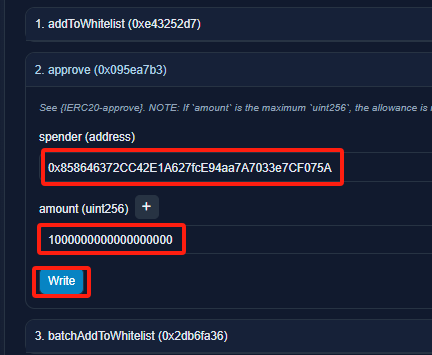 1. addToWhitelist (0xe43252d7)
2. approve (0x095ea7b3)
See {IERC20-approve}. NOTE: If `amount` is the maximum `uint256`, the allowance is
spender (address)
0x858646372CC42E1A627fcE94aa7A7033e7CF075A
amount (uint256) +
1000000000000000000
Write
3. batchAddToWhitelist (0x2db6fa36)